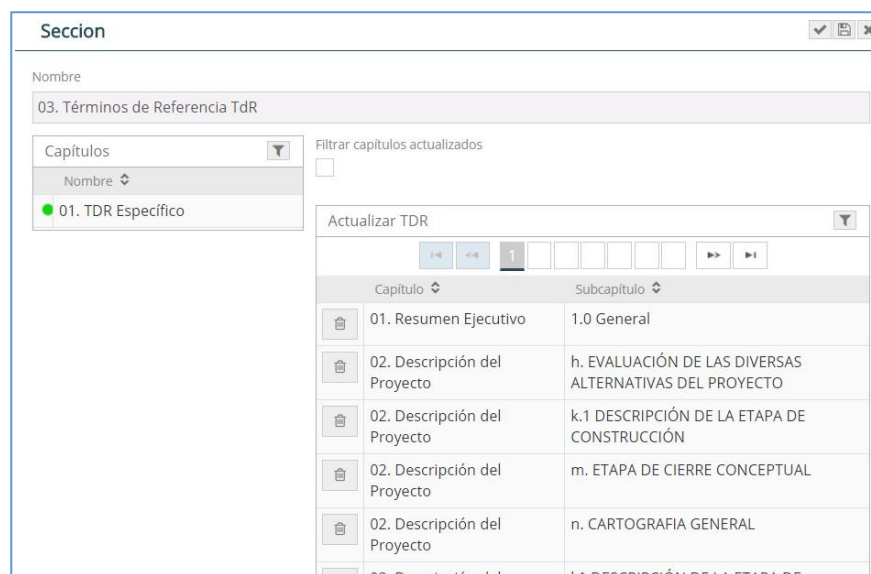 Seccion
Nombre
03. Términos de Referencia TdR
Capítulos
Nombre
01. TDR Específico
Filtrar capítulos actualizados
Actualizar TDR
1
Capítulo Subcapítulo
01. Resumen Ejecutivo 1.0 General
02. Descripción del h. EVALUACIÓN DE LAS DIVERSAS
Proyecto ALTERNATIVAS DEL PROYECTO
02. Descripción del k.1 DESCRIPCIÓN DE LA ETAPA DE
Proyecto CONSTRUCCIÓN
02. Descripción del m. ETAPA DE CIERRE CONCEPTUAL
Proyecto
02. Descripción del n. CARTOGRAFIA GENERAL
Proyecto